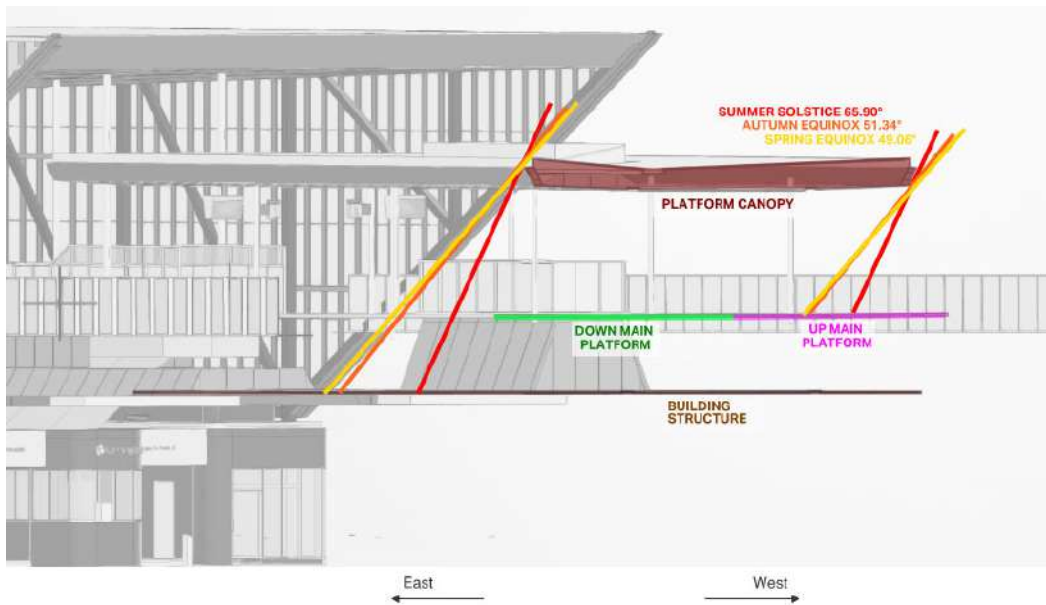 SUMMER SOLSTICE 65.90°
AUTUMN EQUINOX 51.34°
SPRING EQUINOX 49.06°
PLATFORM CANOPY
DOWN MAIN
PLATFORM
UP MAIN
PLATFORM
BUILDING
STRUCTURE
East
West